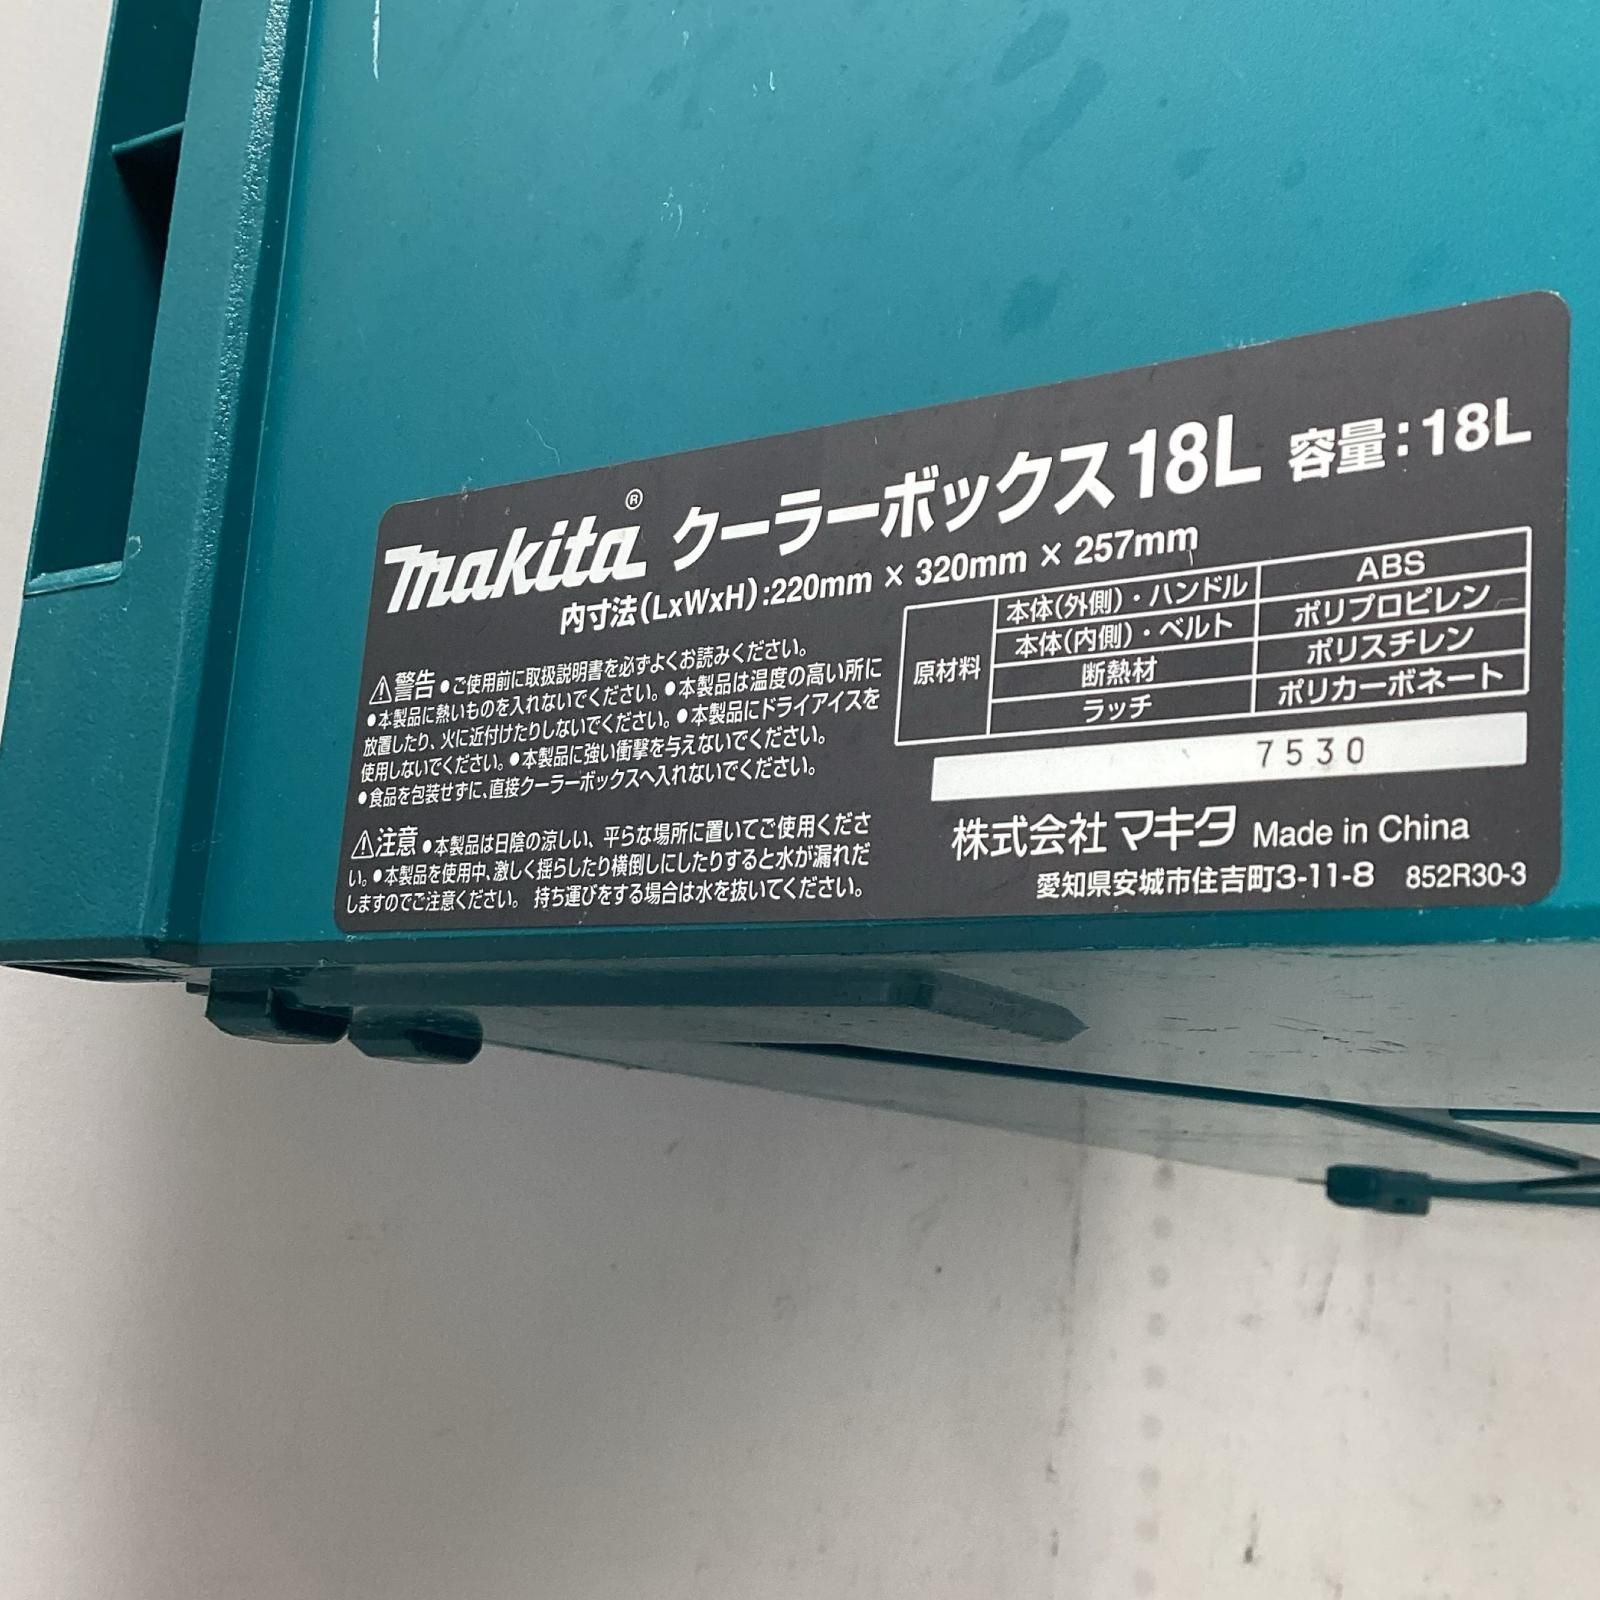 makita® クーラーボックス18L 容量：18L
内寸法(LxWxH):220mm × 320mm × 257mm
⚠警告 ●ご使用前に取扱説明書を必ずよくお読みください。
●本製品に熱いものを入れないでください。●本製品は温度の高い所に
放置したり、火に近付けたりしないでください。●本製品にドライアイスを
使用しないでください。●本製品に強い衝撃を与えないでください。
●食品を包装せずに、直接クーラーボックスへ入れないでください。
⚠注意 ●本製品は日陰の涼しい、平らな場所に置いてご使用くださ
い。●本製品を使用中、激しく揺らしたり横倒しにしたりすると水が漏れだ
しますのでご注意ください。 持ち運びをする場合は水を抜いてください。
原材料
本体(外側)・ハンドル ABS
本体(内側)・ベルト ポリプロピレン
断熱材 ポリスチレン
ラッチ ポリカーボネート
7530
株式会社 マキタ Made in China
愛知県安城市住吉町3-11-8 852R30-3